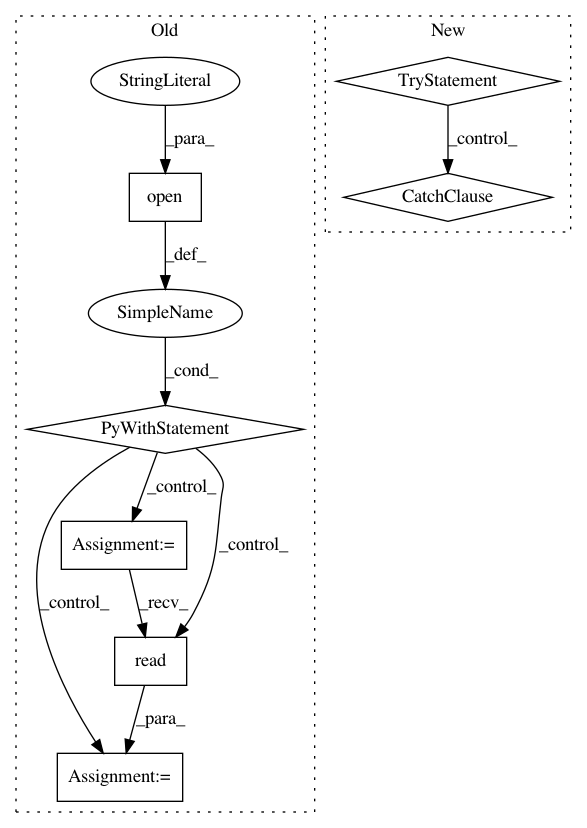 Old
New
StringLiteral
TryStatement
_para_
_control_
open
CatchClause
_def_
SimpleName
_cond_
PyWithStatement
_control_
Assignment:=
_control_
_control_
_recv_
read
_para_
Assignment:=